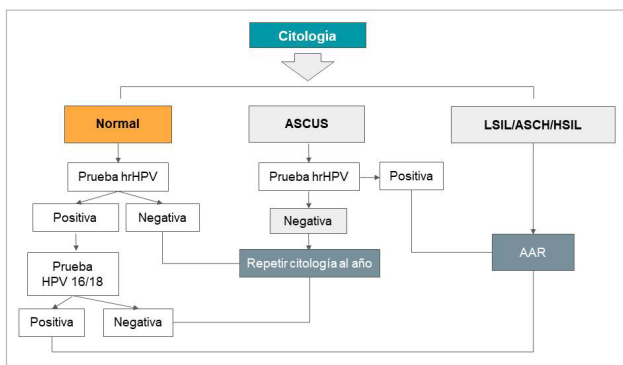 Citologia
Normal
ASCUS
LSIL/ASCH/HSIL
Prueba hrHPV
Prueba hrHPV
Positiva
Positiva
Negativa
Negativa
Repetir citología al año
AAR
Prueba
HPV 16/18
Positiva
Negativa